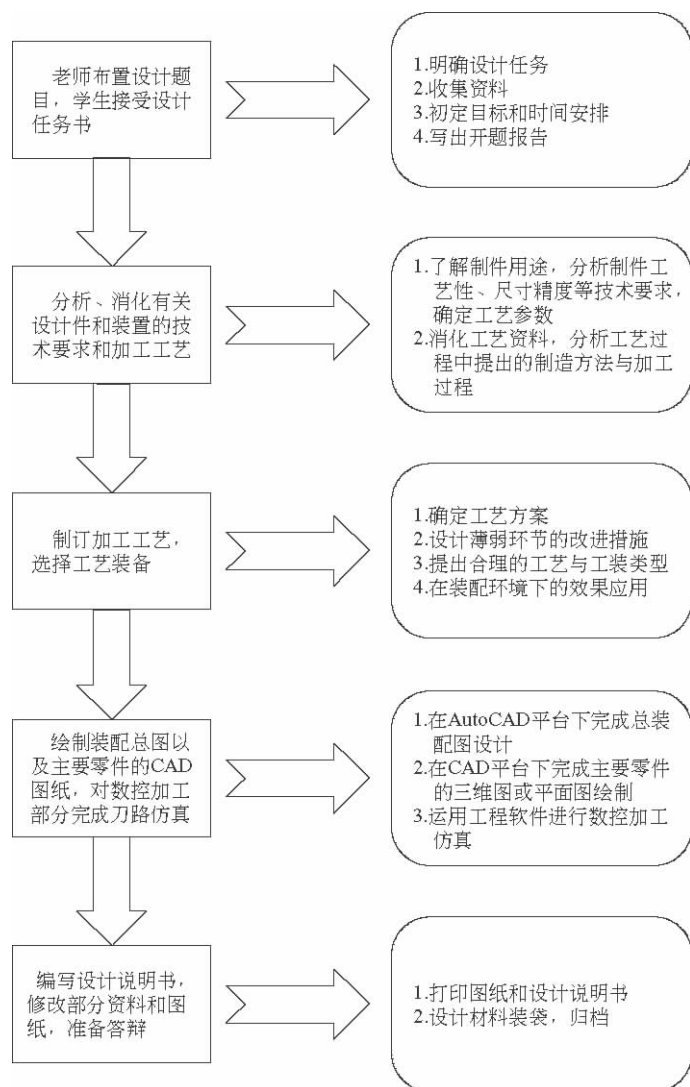 老师布置设计题
目，学生接受设计
任务书
1.明确设计任务
2.收集资料
3.初定目标和时间安排
4.写出开题报告
分析、消化有关
设计件和装置的技
术要求和加工工艺
1.了解制件用途，分析制件工
艺性、尺寸精度等技术要求，
确定工艺参数
2.消化工艺资料，分析工艺过
程中提出的制造方法与加工
过程
制订加工工艺，
选择工艺装备
1.确定工艺方案
2.设计薄弱环节的改进措施
3.提出合理的工艺与工装类型
4.在装配环境下的效果应用
绘制装配总图以
及主要零件的CAD
图纸，对数控加工
部分完成刀路仿真
1.在AutoCAD平台下完成总装
配图设计
2.在CAD平台下完成主要零件
的三维图或平面图绘制
3.运用工程软件进行数控加工
仿真
编写设计说明书，
修改部分资料和图
纸，准备答辩
1.打印图纸和设计说明书
2.设计材料装袋，归档